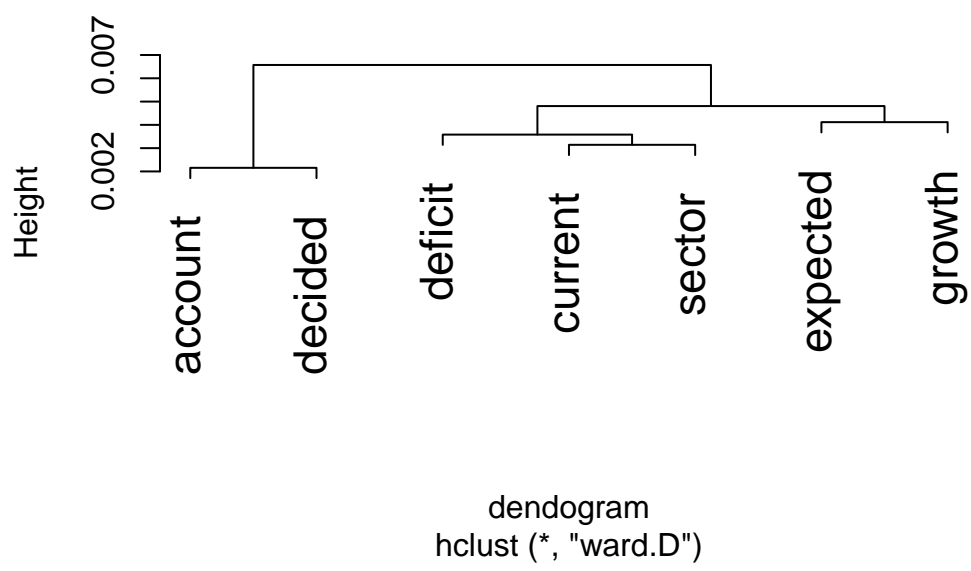 0.007
0.002
Height
account
decided
deficit
current
sector
expected
growth
dendogram
hclust (*, "ward.D")